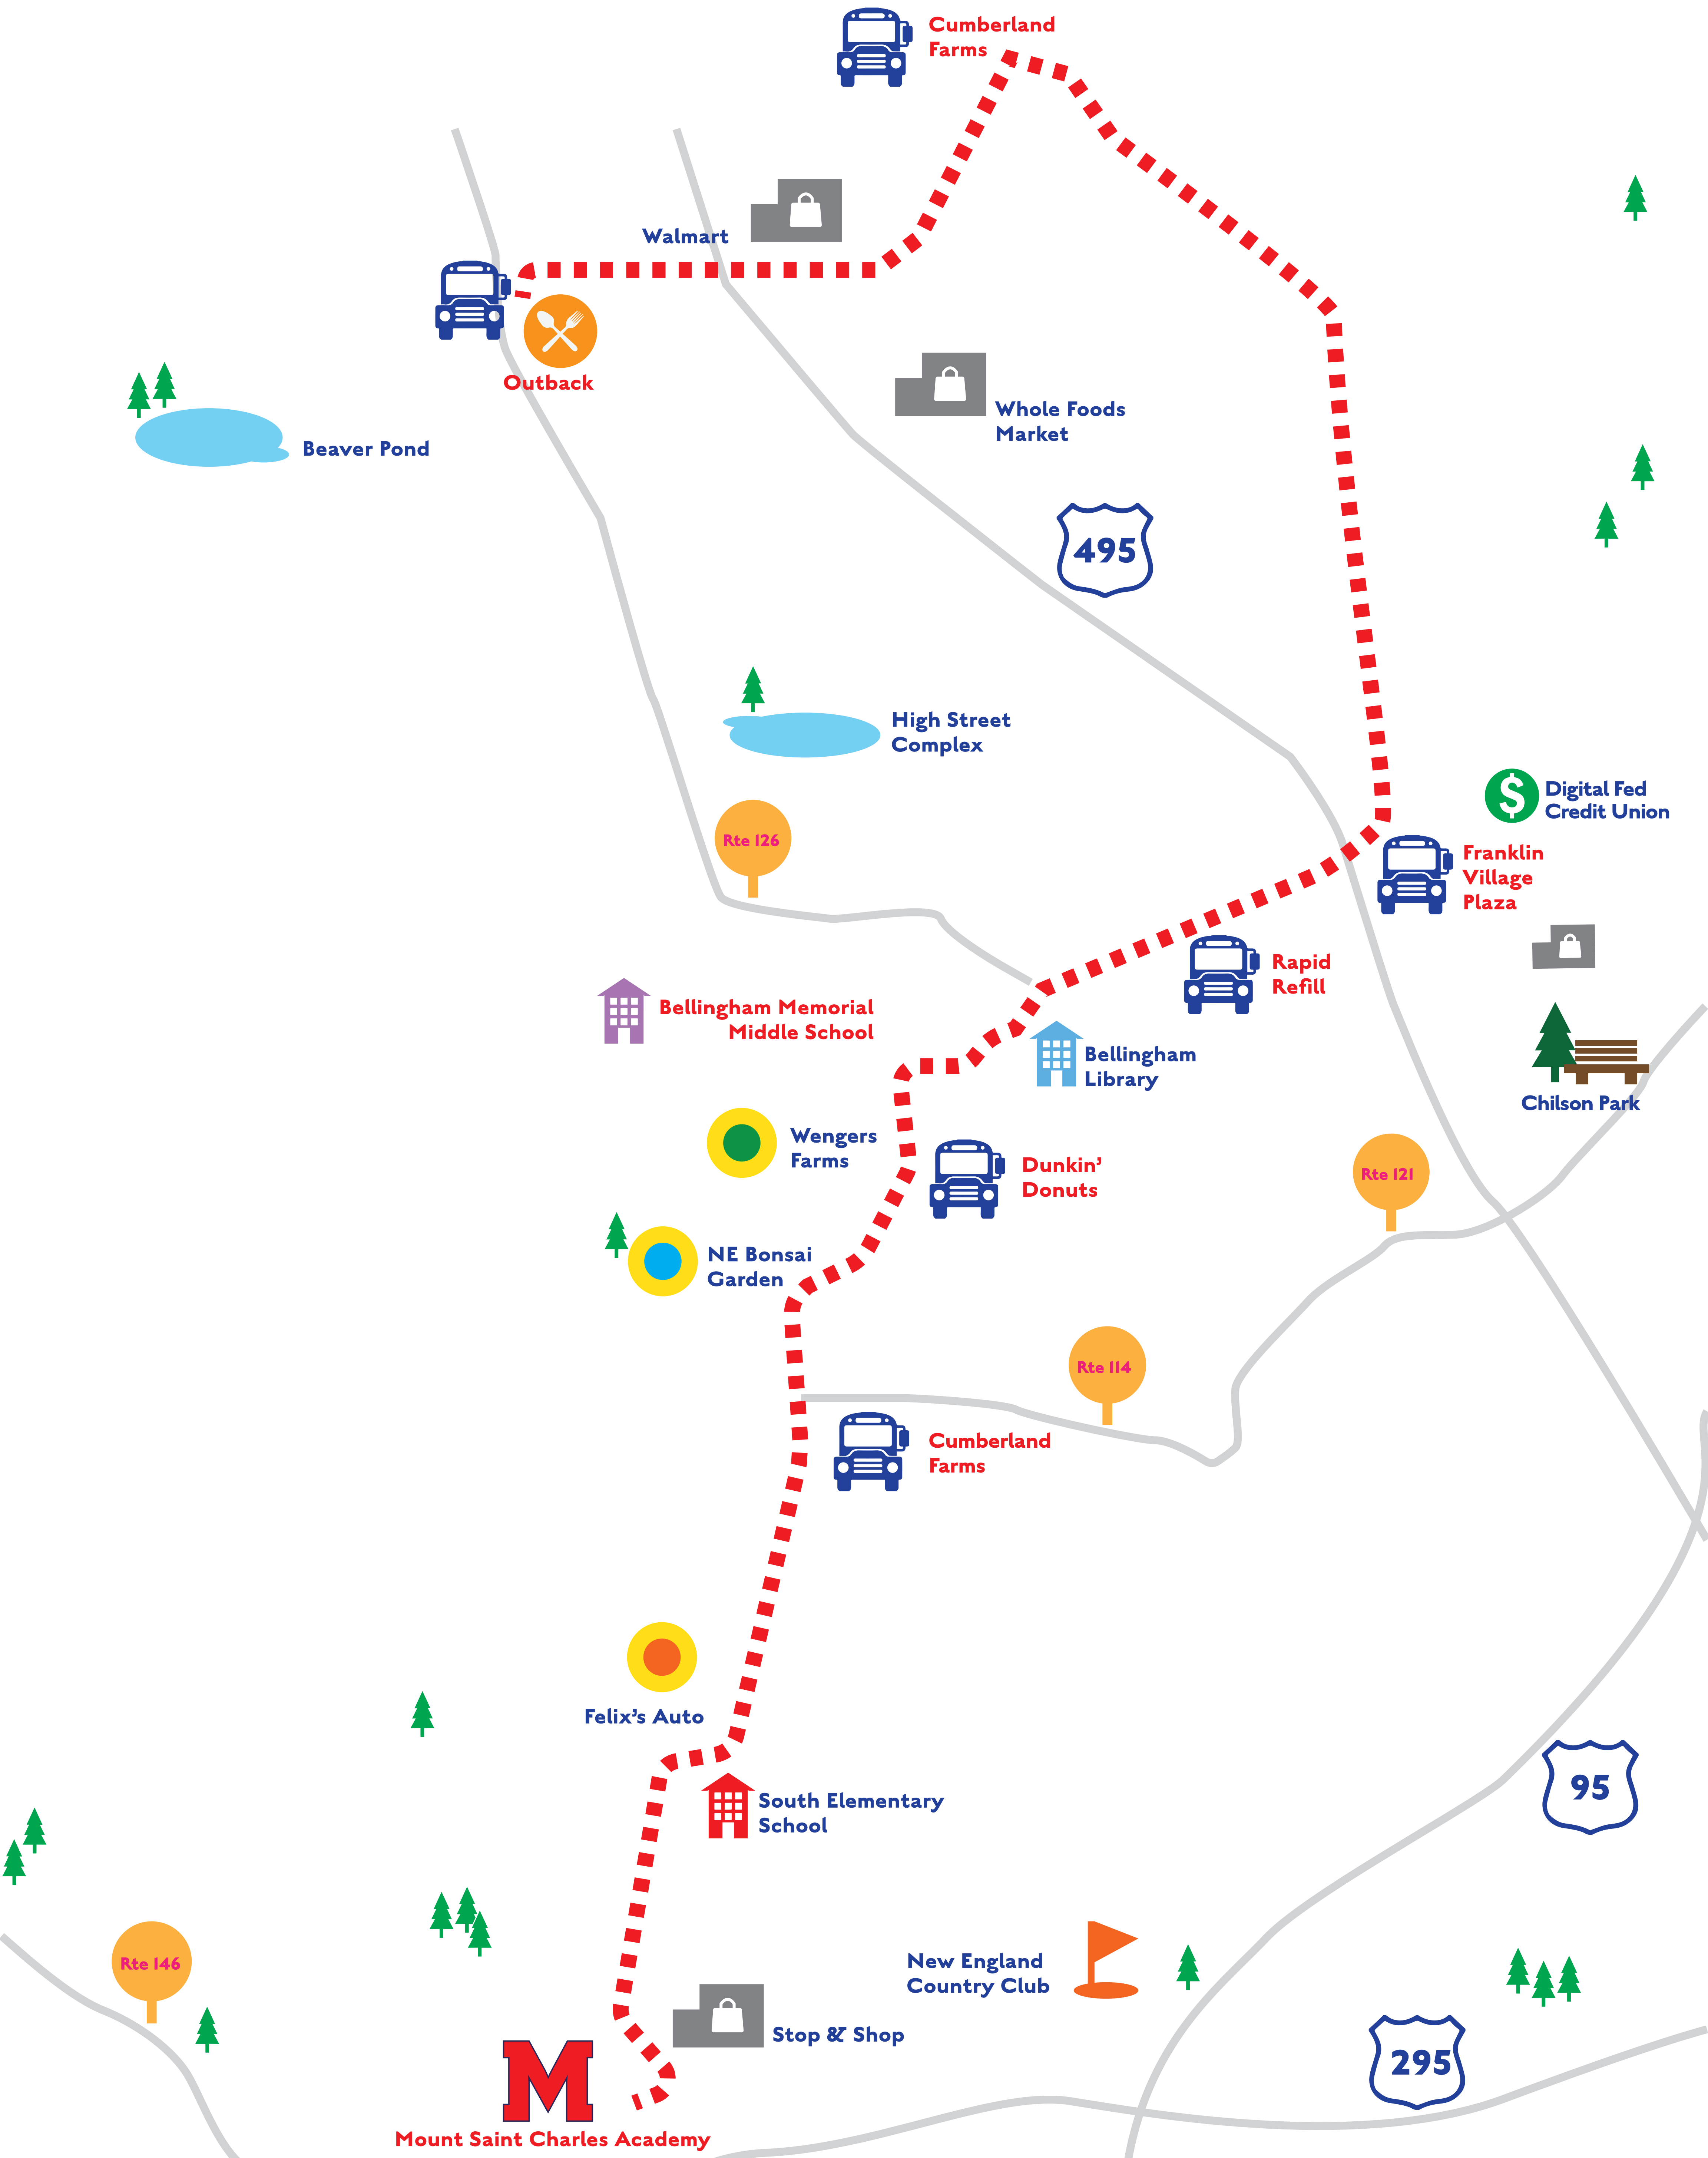 Cumberland
Farms
Walmart
Outback
Whole Foods
Market
Beaver Pond
495
High Street
Complex
Digital Fed
Credit Union
Rte 126
Franklin
Village
Plaza
Rapid
Refill
Bellingham Memorial
Middle School
Bellingham
Library
Chilson Park
Wengers
Farms
Dunkin’
Donuts
Rte 121
NE Bonsai
Garden
Rte 114
Cumberland
Farms
Felix’s Auto
95
South Elementary
School
Rte 146
New England
Country Club
Stop & Shop
295
M
Mount Saint Charles Academy